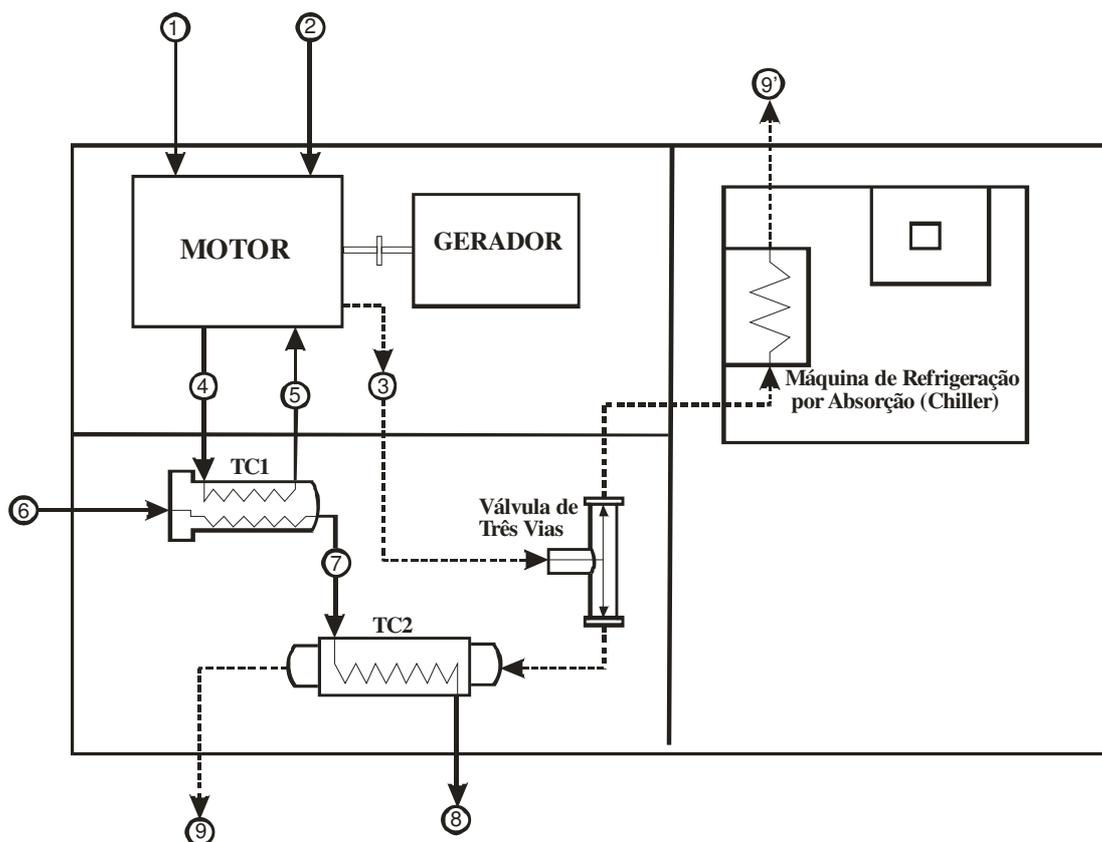 1
2
9'
MOTOR
GERADOR
4
5
3
Máquina de Refrigeração
por Absorção (Chiller)
TC1
6
Válvula de
Três Vias
7
TC2
9
8